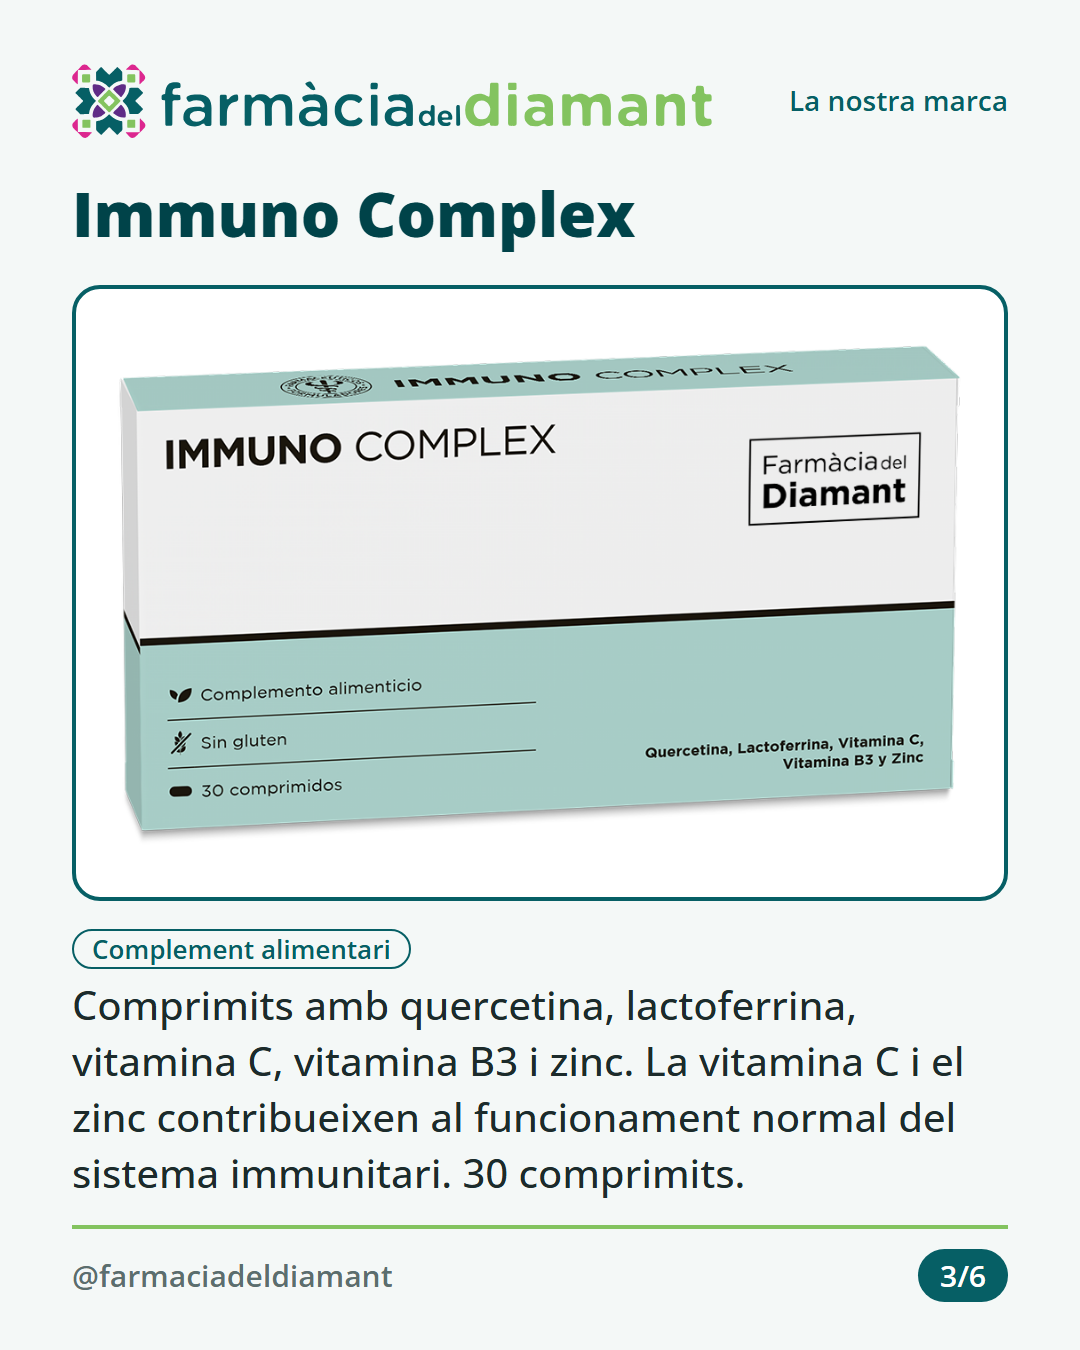 farmàciadeldiamant
La nostra marca
Immuno Complex
IMMUNO COMPLEX
IMMUNO COMPLEX
Farmàcia del
Diamant
Complemento alimenticio
Sin gluten
30 comprimidos
Quercetina, Lactoferrina, Vitamina C,
Vitamina B3 y Zinc
Complement alimentari
Comprimits amb quercetina, lactoferrina,
vitamina C, vitamina B3 i zinc. La vitamina C i el
zinc contribueixen al funcionament normal del
sistema immunitari. 30 comprimits.
@farmaciadeldiamant
3/6